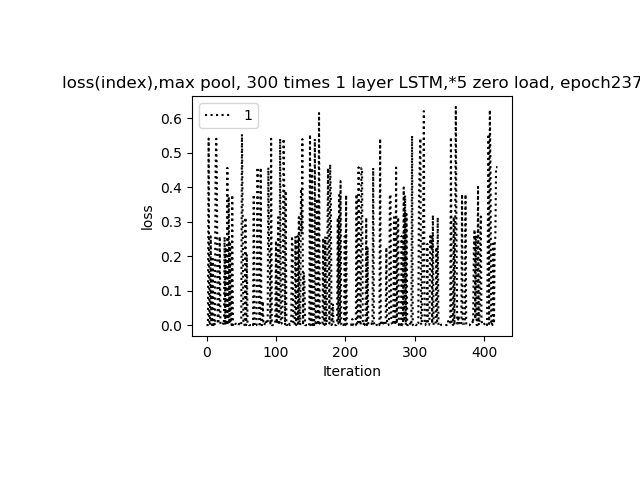 loss(index),max pool, 300 times 1 layer LSTM,*5 zero load, epoch237
1
0.6
0.5
0.4
0.3
0.2
0.1
0.0
loss
0 100 200 300 400
Iteration